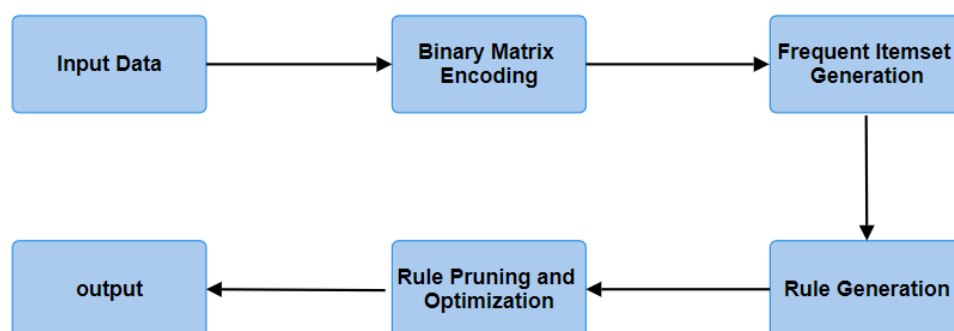 Input Data
Binary Matrix
Encoding
Frequent Itemset
Generation
output
Rule Pruning and
Optimization
Rule Generation